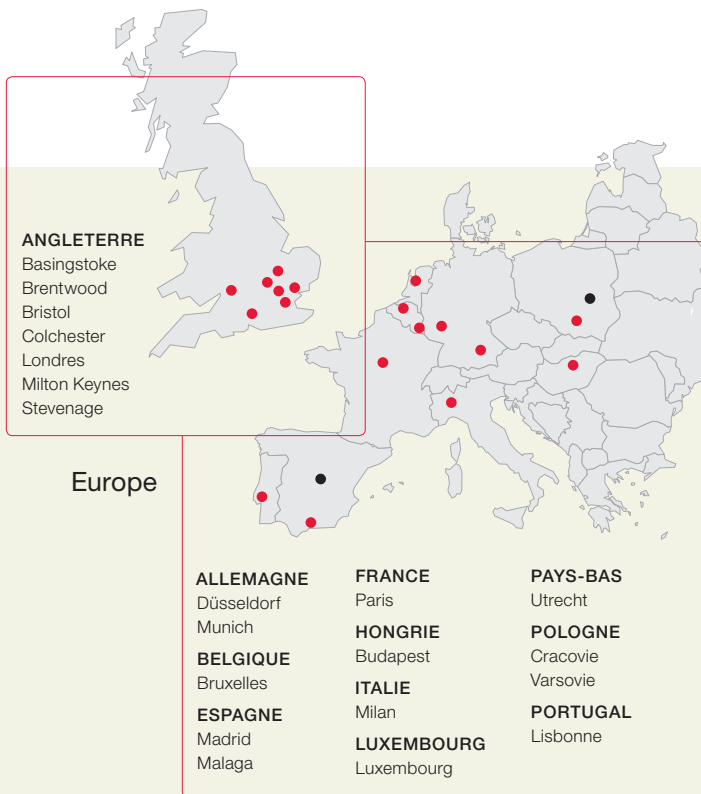 ANGLETERRE
Basingstoke
Brentwood
Bristol
Colchester
Londres
Milton Keynes
Stevenage
Europe
ALLEMAGNE
Düsseldorf
Munich
BELGIQUE
Bruxelles
ESPAGNE
Madrid
Malaga
FRANCE
Paris
HONGRIE
Budapest
ITALIE
Milan
LUXEMBOURG
Luxembourg
PAYS-BAS
Utrecht
POLOGNE
Cracovie
Varsovie
PORTUGAL
Lisbonne